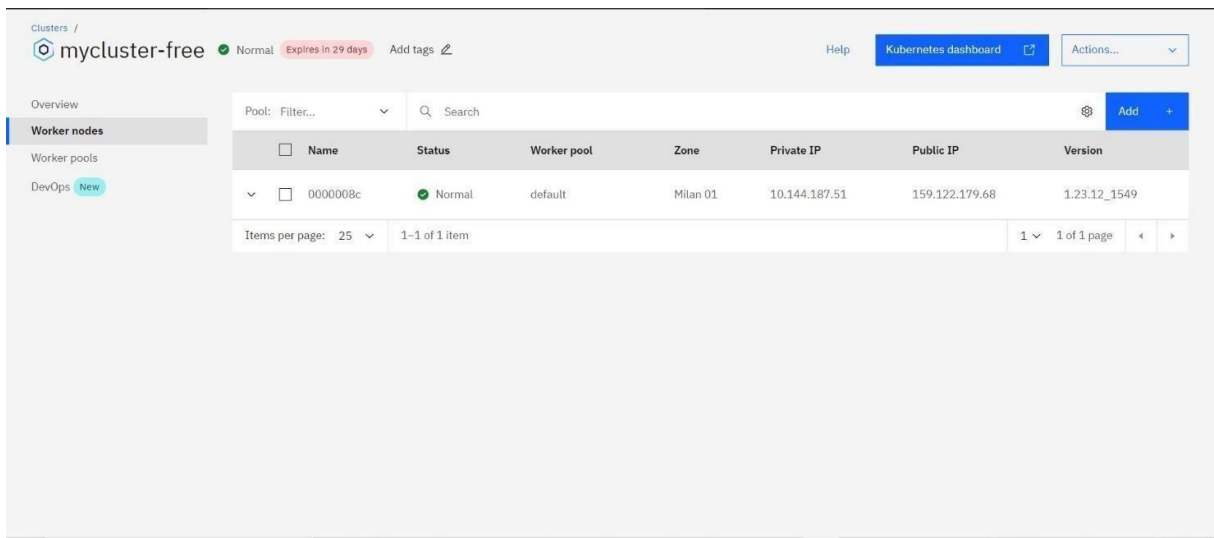 Clusters /
mycluster-free Normal Expires in 29 days Add tags Help Kubernetes dashboard Actions...
Overview
Worker nodes
Worker pools
DevOps New
Pool: Filter... Search Add +
Name Status Worker pool Zone Private IP Public IP Version
0000008c Normal default Milan 01 10.144.187.51 159.122.179.68 1.23.12_1549
Items per page: 25 1–1 of 1 item 1 1 of 1 page